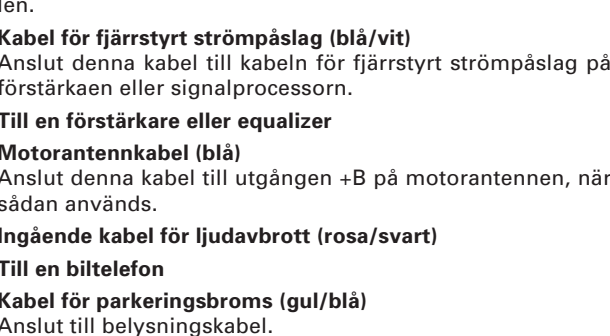 len.
Kabel för fjärrstyrt strömpåslag (blå/vit)
Anslut denna kabel till kabeln för fjärrstyrt strömpåslag på
förstärkaen eller signalprocessorn.
Till en förstärkare eller equalizer
Motorantennkabel (blå)
Anslut denna kabel till utgången +B på motorantennen, när
sådan används.
Ingående kabel för ljudavbrott (rosa/svart)
Till en biltelefon
Kabel för parkeringsbroms (gul/blå)
Anslut till belysningskabel.